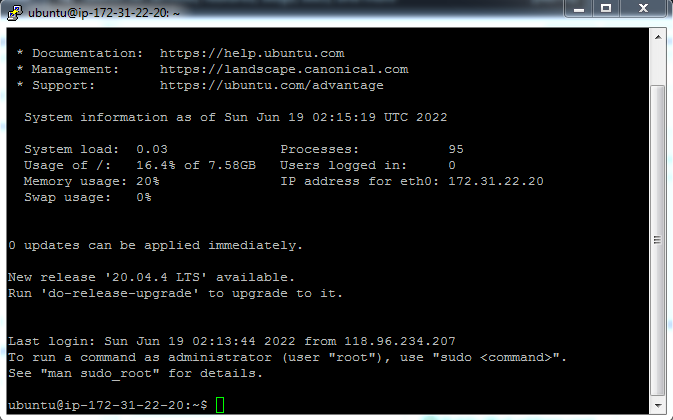 ubuntu@ip-172-31-22-20: ~
* Documentation:  https://help.ubuntu.com
* Management:     https://landscape.canonical.com
* Support:        https://ubuntu.com/advantage
System information as of Sun Jun 19 02:15:19 UTC 2022
System load:  0.03              Processes:           95
Usage of /:   16.4% of 7.58GB   Users logged in:     0
Memory usage: 20%               IP address for eth0: 172.31.22.20
Swap usage:   0%
0 updates can be applied immediately.
New release '20.04.4 LTS' available.
Run 'do-release-upgrade' to upgrade to it.
Last login: Sun Jun 19 02:13:44 2022 from 118.96.234.207
To run a command as administrator (user "root"), use "sudo <command>".
See "man sudo_root" for details.
ubuntu@ip-172-31-22-20:~$